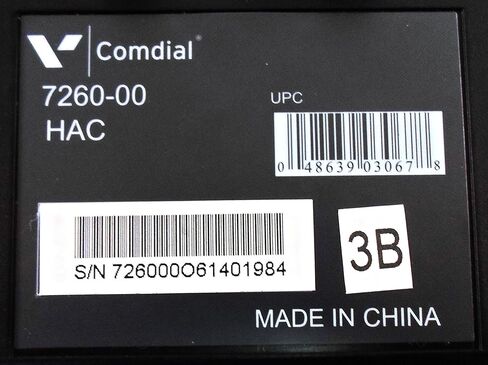 Comdial®
7260-00
HAC
UPC
0 48639 03067 8
S/N 726000O61401984
3B
MADE IN CHINA